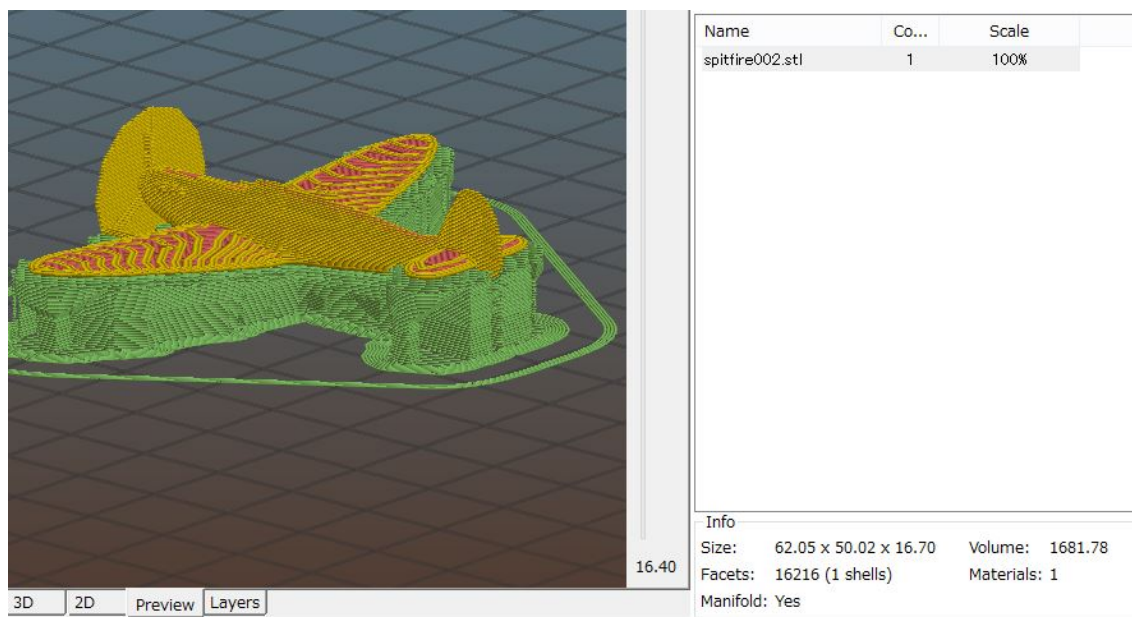 Name Co... Scale
spitfire002.stl 1 100%
16.40
3D 2D Preview Layers
Info
Size: 62.05 x 50.02 x 16.70 Volume: 1681.78
Facets: 16216 (1 shells) Materials: 1
Manifold: Yes